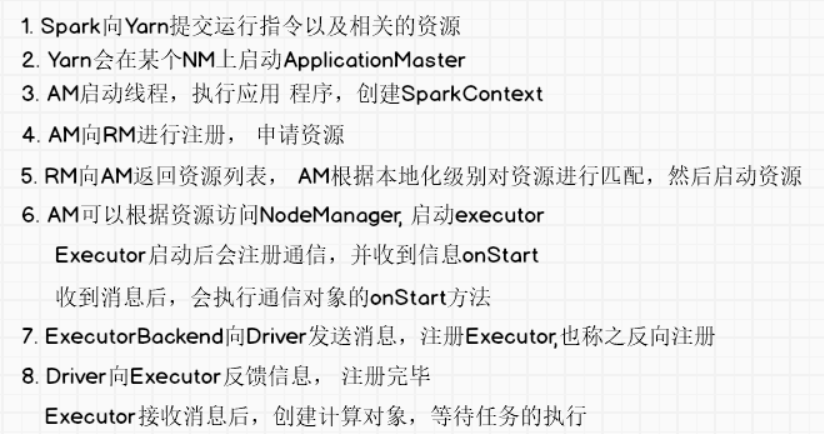 1. Spark向Yarn提交运行指令以及相关的资源
2. Yarn会在某个NM上启动ApplicationMaster
3. AM启动线程，执行应用 程序，创建SparkContext
4. AM向RM进行注册， 申请资源
5. RM向AM返回资源列表， AM根据本地化级别对资源进行匹配，然后启动资源
6. AM可以根据资源访问NodeManager, 启动executor
Executor启动后会注册通信，并收到信息onStart
收到消息后，会执行通信对象的onStart方法
7. ExecutorBackend向Driver发送消息，注册Executor,也称之反向注册
8. Driver向Executor反馈信息， 注册完毕
Executor接收消息后，创建计算对象，等待任务的执行